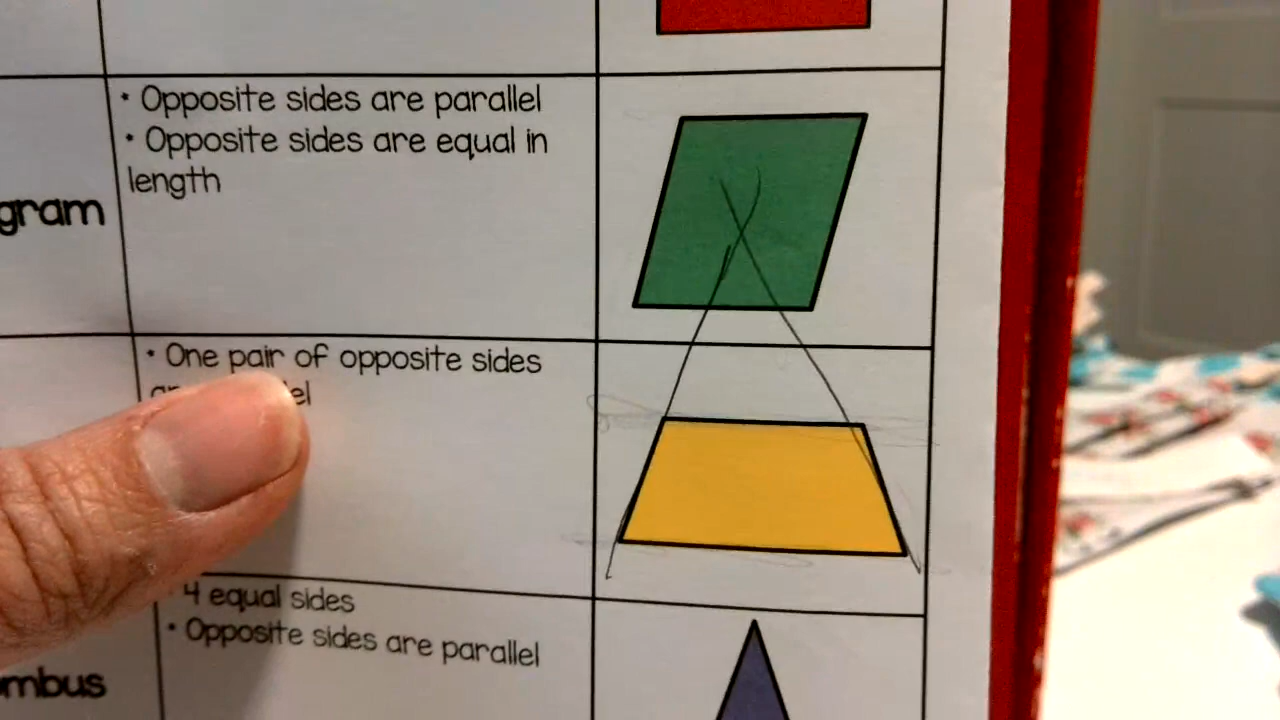 • Opposite sides are parallel
• Opposite sides are equal in
length
gram
• One pair of opposite sides
4 equal sides
• Opposite sides are parallel
mbus